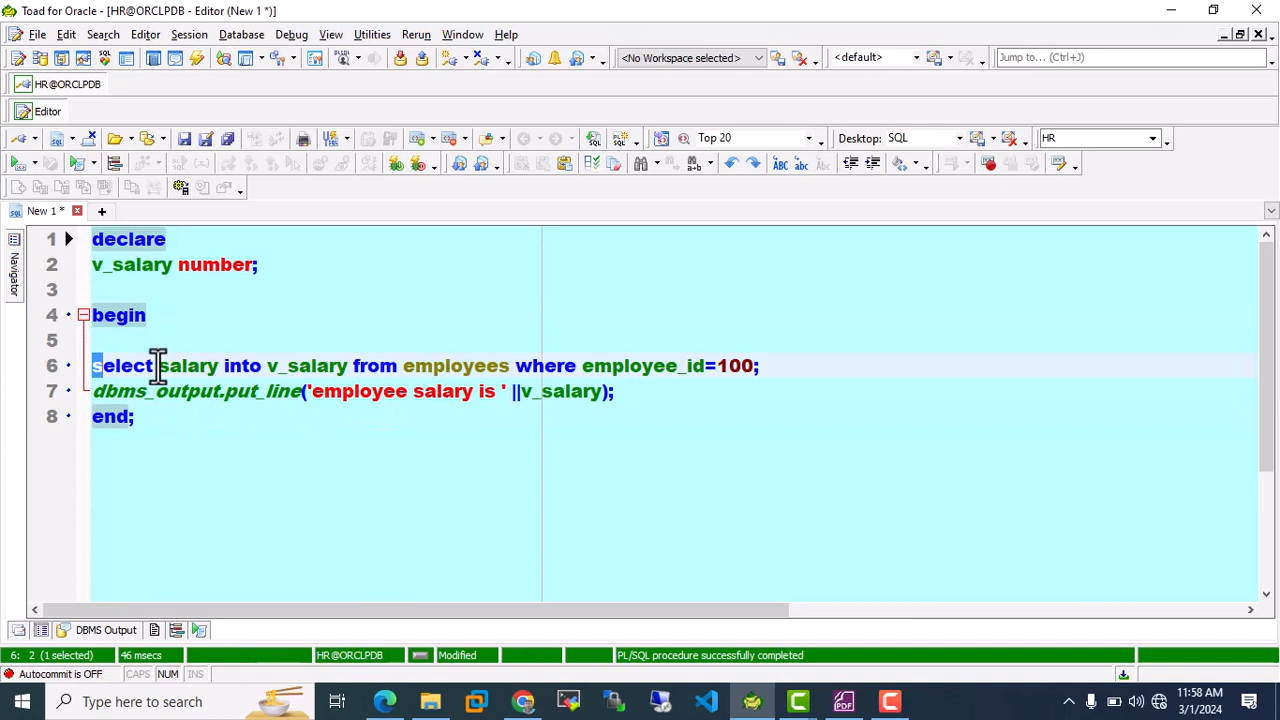 Toad for Oracle - [HR@ORCLPDB - Editor (New 1 *)]
File Edit Search Editor Session Database Debug View Utilities Rerun Window Help
<No Workspace selected> <default> Jump to... (Ctrl+J)
HR@ORCLPDB
Editor
Top 20 Desktop: SQL HR
New 1 *
Navigator
1 declare
2 v_salary number;
3
4 begin
5
6 select salary into v_salary from employees where employee_id=100;
7 dbms_output.put_line('employee salary is ' ||v_salary);
8 end;
DBMS Output
6: 2 (1 selected) 46 msecs HR@ORCLPDB Modified PL/SQL procedure successfully completed
Autocommit is OFF CAPS NUM INS
Type here to search
11:58 AM
3/1/2024